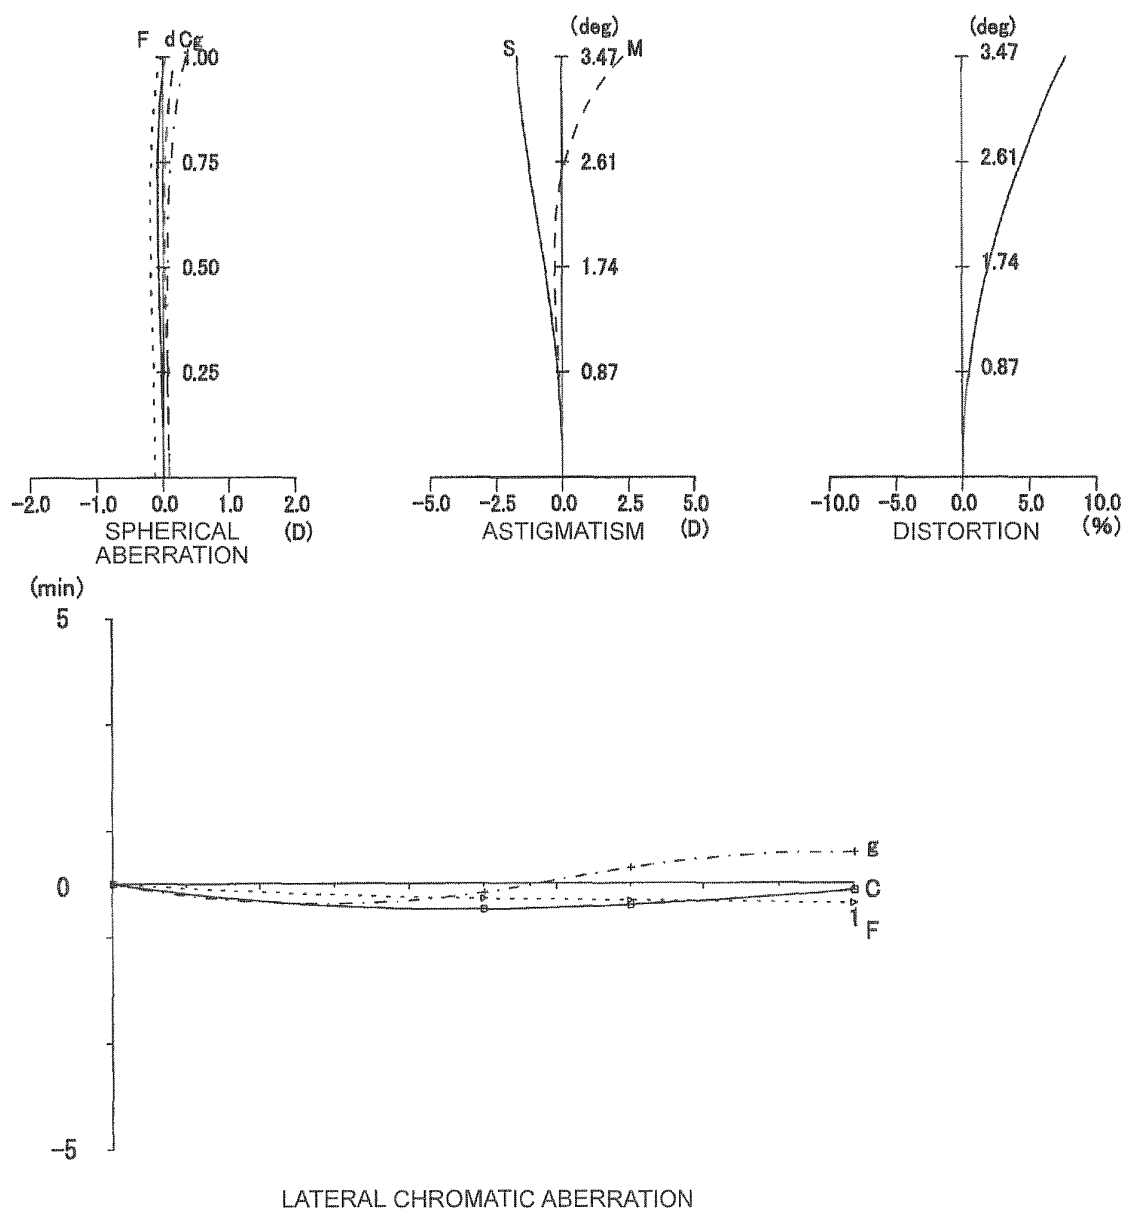 F d C g
1.00
0.75
0.50
0.25
-2.0 -1.0 0.0 1.0 2.0
SPHERICAL (D)
ABERRATION
(deg)
S 3.47 M
2.61
1.74
0.87
-5.0 -2.5 0.0 2.5 5.0
ASTIGMATISM (D)
(deg)
3.47
2.61
1.74
0.87
-10.0 -5.0 0.0 5.0 10.0
DISTORTION (%)
(min)
5
0
-5
g
C
1 F
LATERAL CHROMATIC ABERRATION